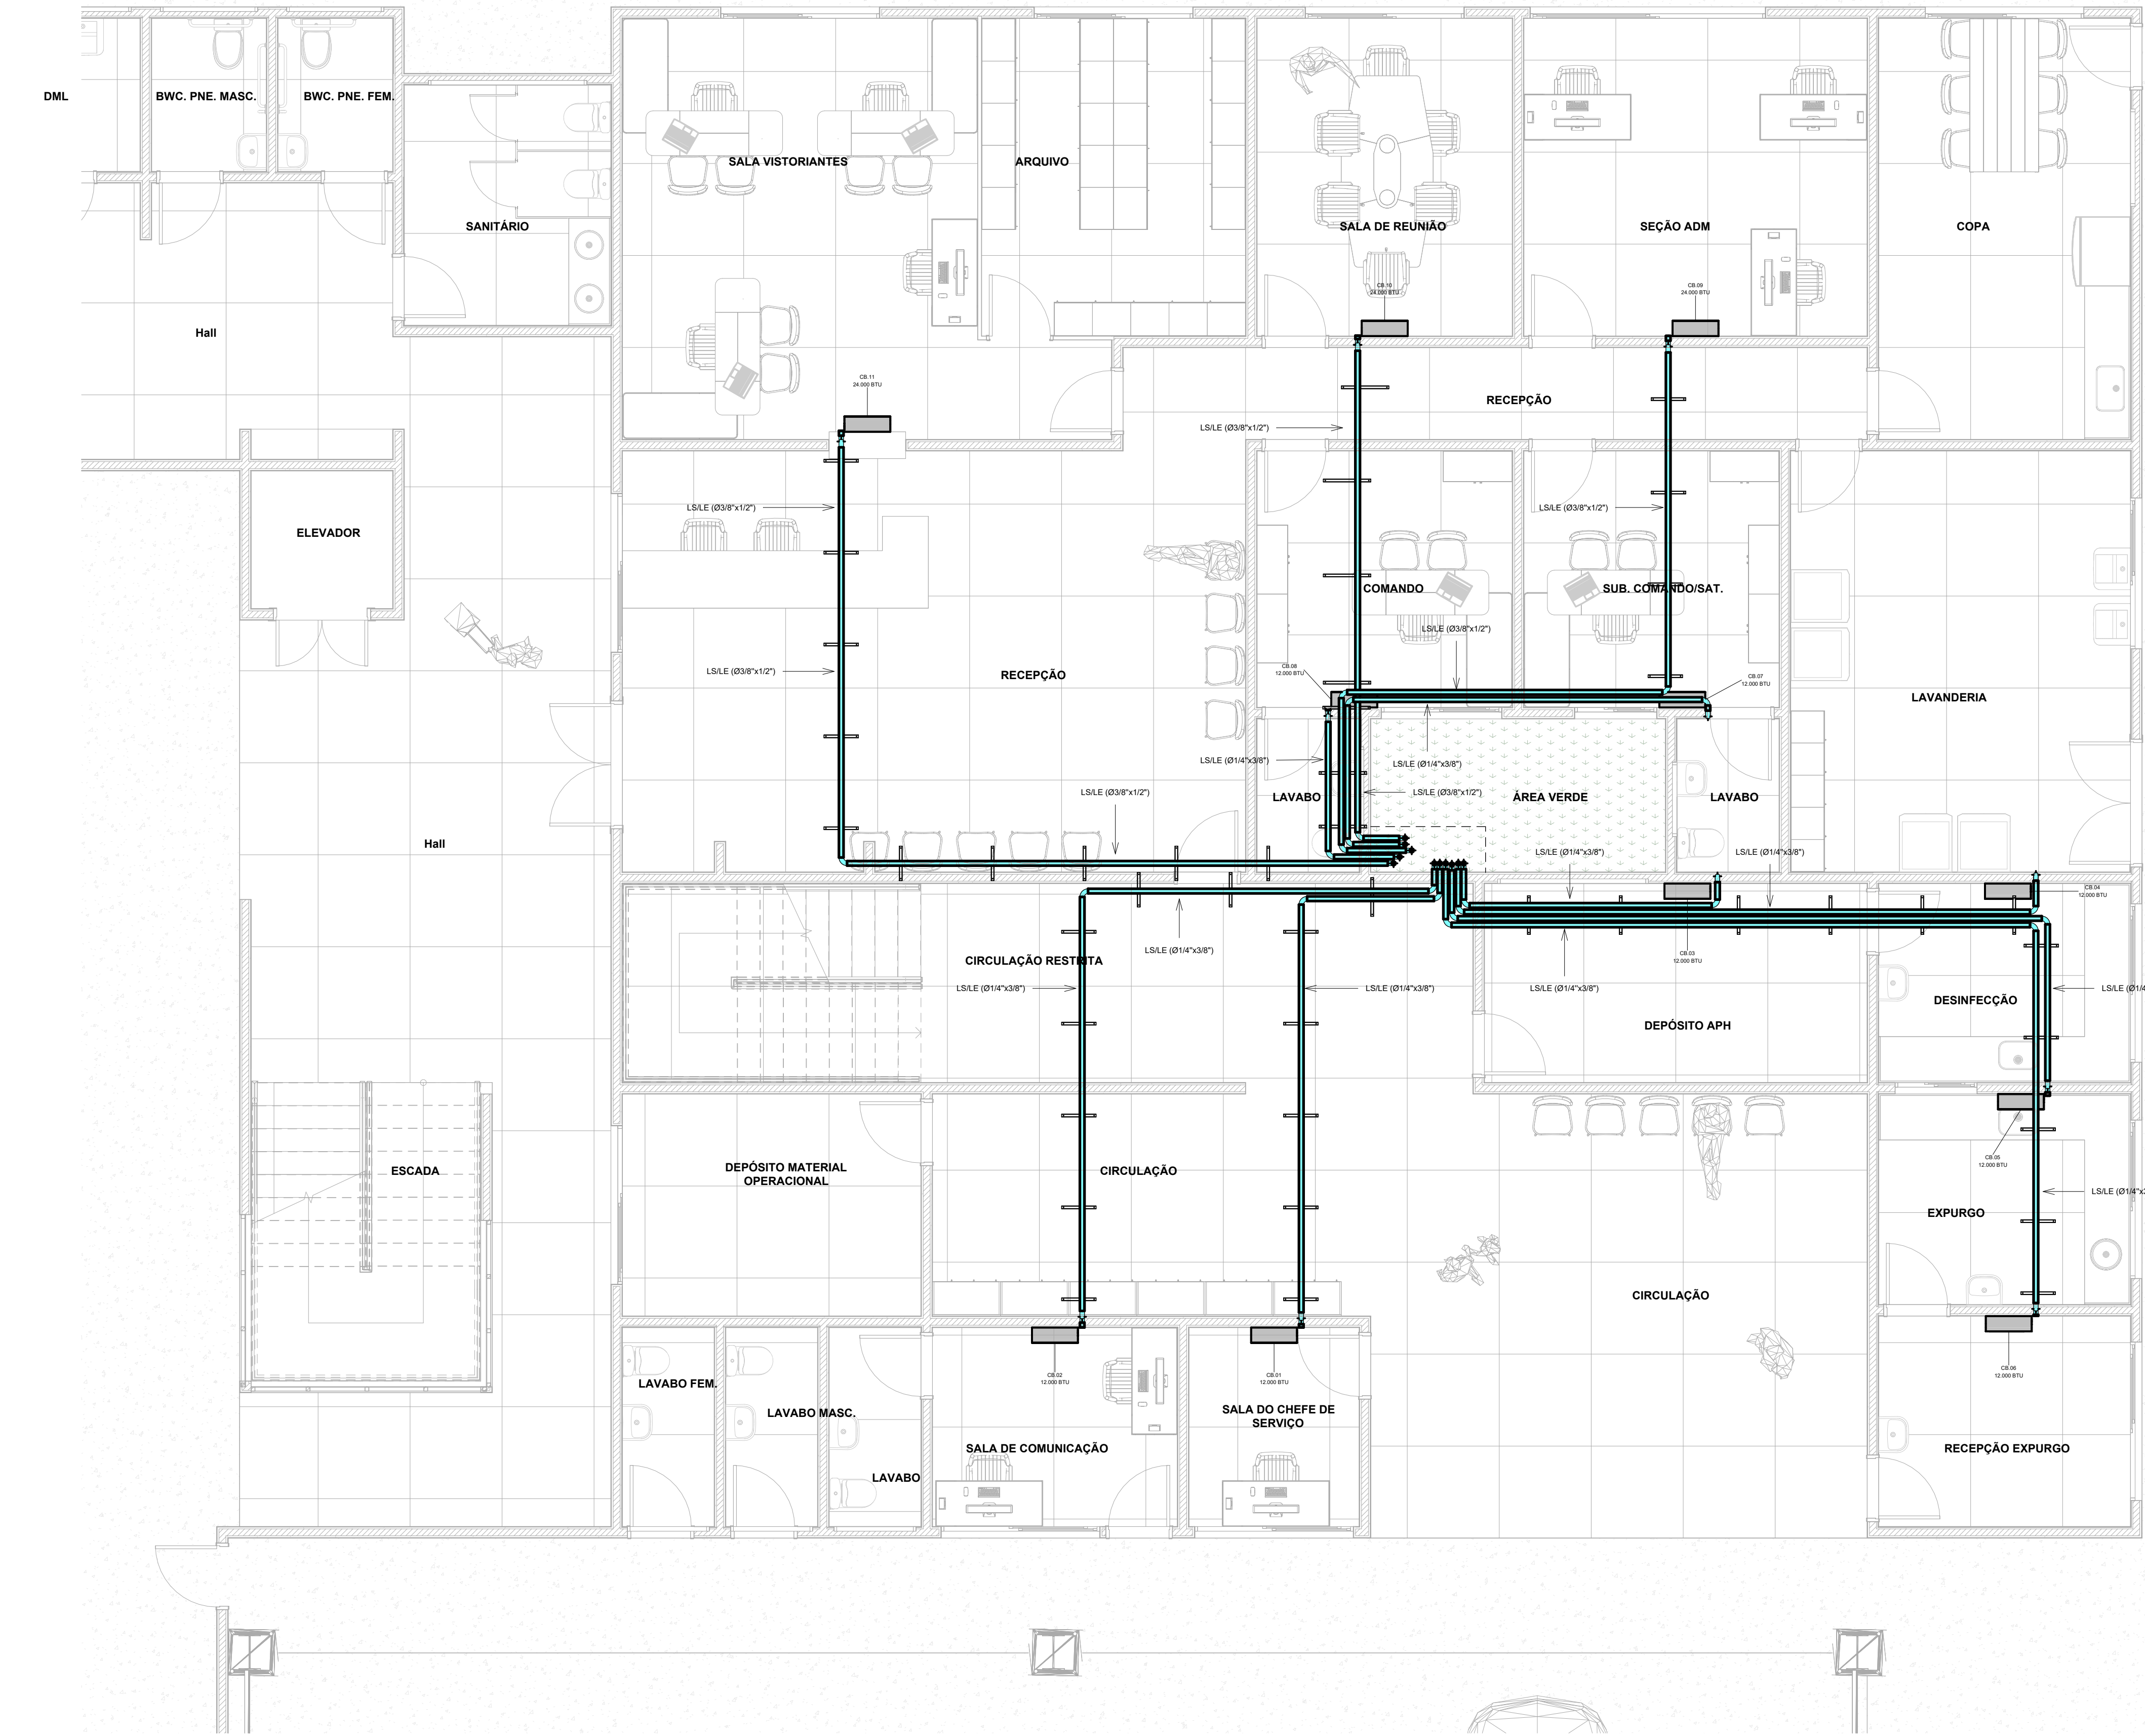 DML
BWC. PNE. MASC.
BWC. PNE. FEM.
SALA VISTORIANTES
ARQUIVO
SANITÁRIO
SALA DE REUNIÃO
SEÇÃO ADM
COPA
CB.10
24.000 BTU
CB.09
24.000 BTU
Hall
CB.11
24.000 BTU
RECEPÇÃO
LS/LE (Ø3/8"x1/2")
LS/LE (Ø3/8"x1/2")
LS/LE (Ø3/8"x1/2")
ELEVADOR
COMANDO
SUB. COMANDO/SAT.
LS/LE (Ø3/8"x1/2")
LS/LE (Ø3/8"x1/2")
RECEPÇÃO
CB.08
12.000 BTU
CB.07
12.000 BTU
LAVANDERIA
LS/LE (Ø1/4"x3/8")
LS/LE (Ø1/4"x3/8")
LS/LE (Ø3/8"x1/2")
LS/LE (Ø3/8"x1/2")
LAVABO
ÁREA VERDE
LAVABO
Hall
LS/LE (Ø1/4"x3/8")
LS/LE (Ø1/4"x3/8")
CB.04
12.000 BTU
LS/LE (Ø1/4"x3/8")
CIRCULAÇÃO RESTRITA
CB.03
12.000 BTU
LS/LE (Ø1/4"x3/8")
LS/LE (Ø1/4"x3/8")
LS/LE (Ø1/4"x3/8")
LS/LE (Ø1/4
DESINFECÇÃO
DEPÓSITO APH
ESCADA
DEPÓSITO MATERIAL
OPERACIONAL
CIRCULAÇÃO
CB.05
12.000 BTU
LS/LE (Ø1/4"x3
EXPURGO
CIRCULAÇÃO
CB.02
12.000 BTU
CB.01
12.000 BTU
CB.06
12.000 BTU
LAVABO FEM.
LAVABO MASC.
SALA DO CHEFE DE
SERVIÇO
SALA DE COMUNICAÇÃO
RECEPÇÃO EXPURGO
LAVABO